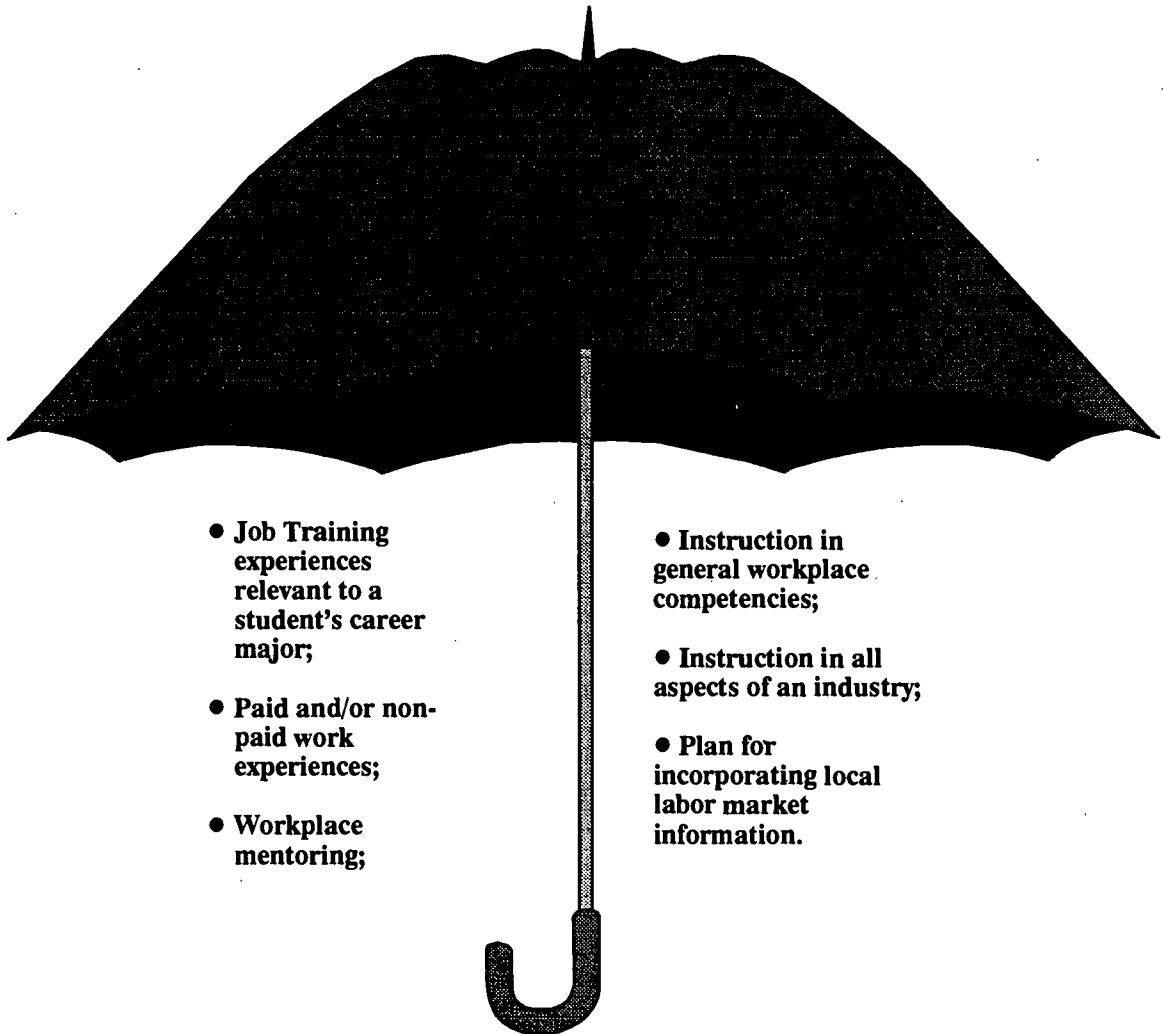 ● Job Training
experiences
relevant to a
student's career
major;
● Paid and/or non-
paid work
experiences;
● Workplace
mentoring;
● Instruction in
general workplace
competencies;
● Instruction in all
aspects of an industry;
● Plan for
incorporating local
labor market
information.